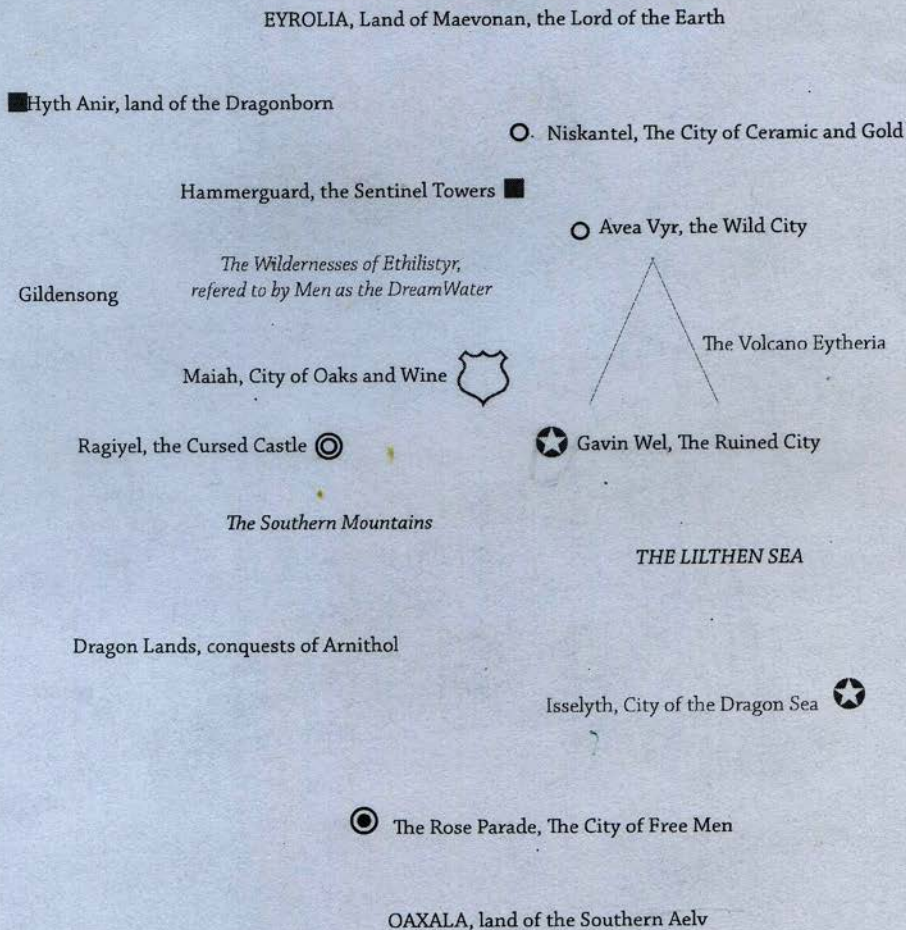 EYROLIA, Land of Maevonan, the Lord of the Earth
Hyth Anir, land of the Dragonborn
Niskantel, The City of Ceramic and Gold
Hammerguard, the Sentinel Towers
Avea Vyr, the Wild City
The Wildernesses of Ethilistyr,
refered to by Men as the DreamWater
Gildensong
The Volcano Eytheria
Maiah, City of Oaks and Wine
Ragiyel, the Cursed Castle
Gavin Wel, The Ruined City
The Southern Mountains
THE LILTHEN SEA
Dragon Lands, conquests of Arnithol
Isselyth, City of the Dragon Sea
The Rose Parade, The City of Free Men
OAXALA, land of the Southern Aelv